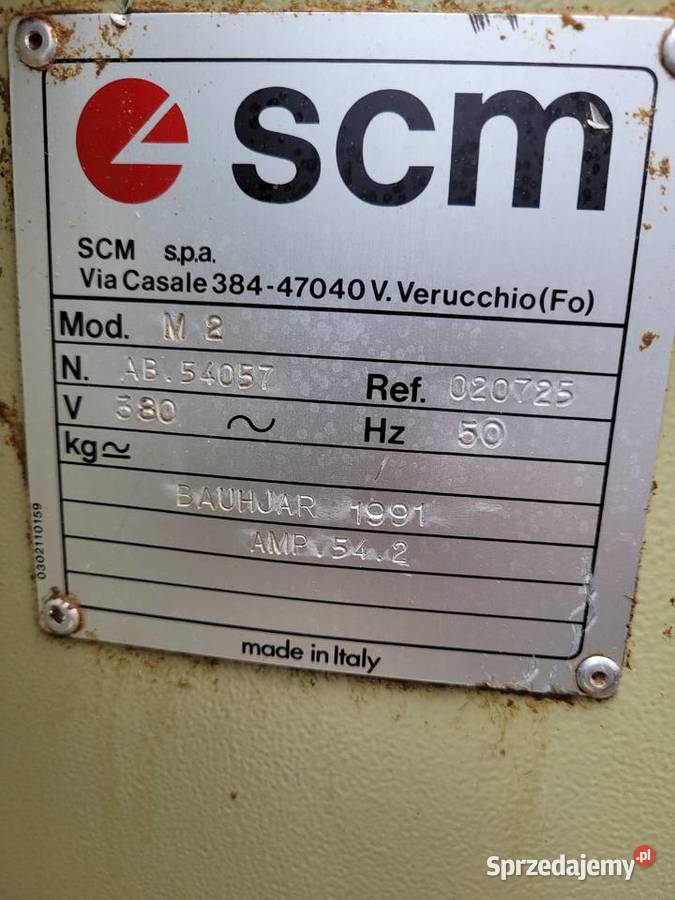 scm
SCM s.p.a.
Via Casale 384-47040 V. Verucchio (Fo)
Mod. M 2
N. AB.54057 Ref. 020725
V 380 ~ Hz 50
kg≃ /
BAUHJAR 1991
AMP.54.2
0302110159
made in Italy
Sprzedajemy.pl